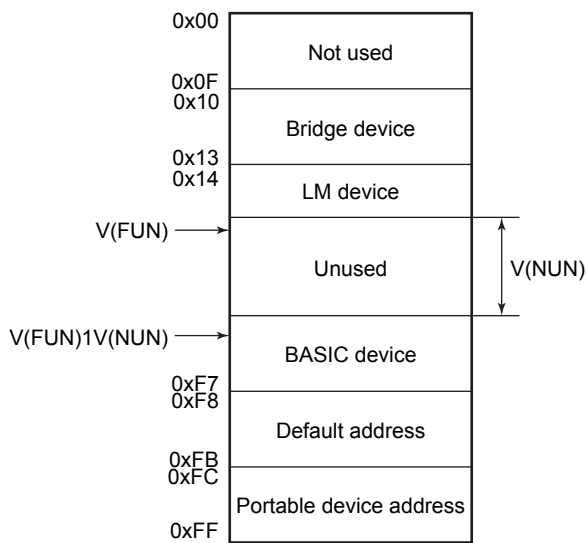 0x00
Not used
0x0F
0x10
Bridge device
0x13
0x14
LM device
V(FUN)
Unused
V(NUN)
V(FUN)1V(NUN)
BASIC device
0xF7
0xF8
Default address
0xFB
0xFC
Portable device address
0xFF